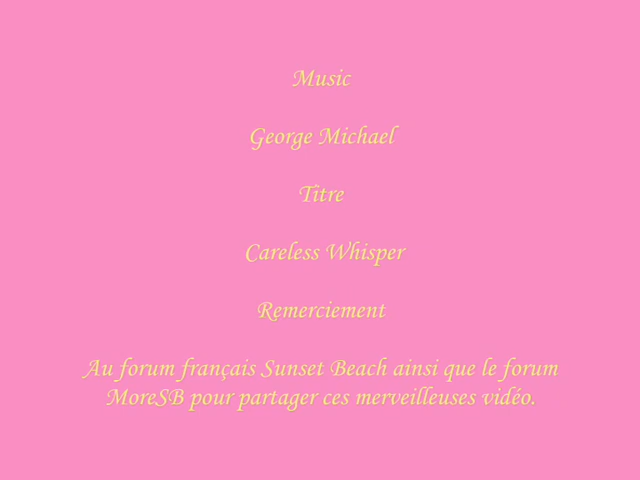 Music
George Michael
Titre
Careless Whisper
Remerciement
Au forum français Sunset Beach ainsi que le forum
MoreSB pour partager ces merveilleuses vidéo.